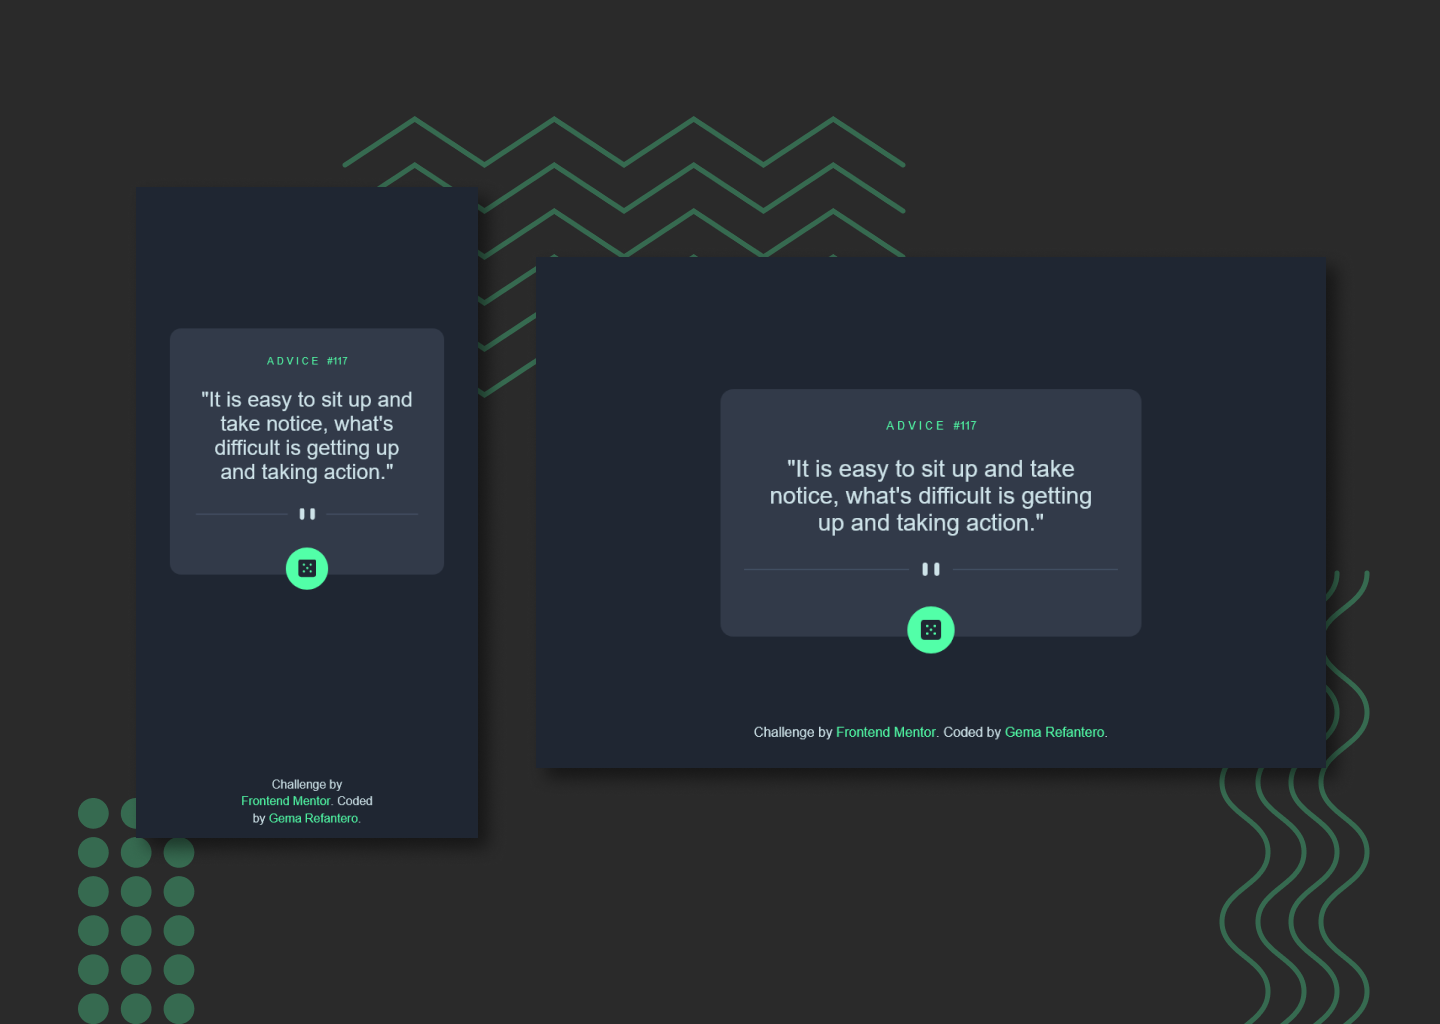 ADVICE #117
"It is easy to sit up and
take notice, what's
difficult is getting up
and taking action."
Challenge by
Frontend Mentor. Coded
by Gema Refantero.
ADVICE #117
"It is easy to sit up and take
notice, what's difficult is getting
up and taking action."
Challenge by Frontend Mentor. Coded by Gema Refantero.